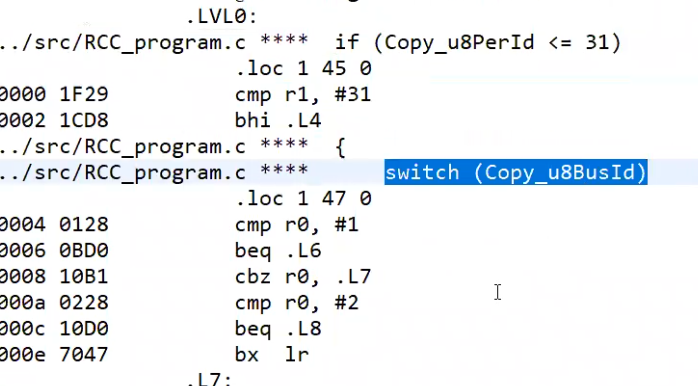 .LVL0:
../src/RCC_program.c **** if (Copy_u8PerId <= 31)
.loc 1 45 0
0000 1F29 cmp r1, #31
0002 1CD8 bhi .L4
../src/RCC_program.c **** {
../src/RCC_program.c **** switch (Copy_u8BusId)
.loc 1 47 0
0004 0128 cmp r0, #1
0006 0BD0 beq .L6
0008 10B1 cbz r0, .L7
000a 0228 cmp r0, #2
000c 10D0 beq .L8
000e 7047 bx lr
.L7: